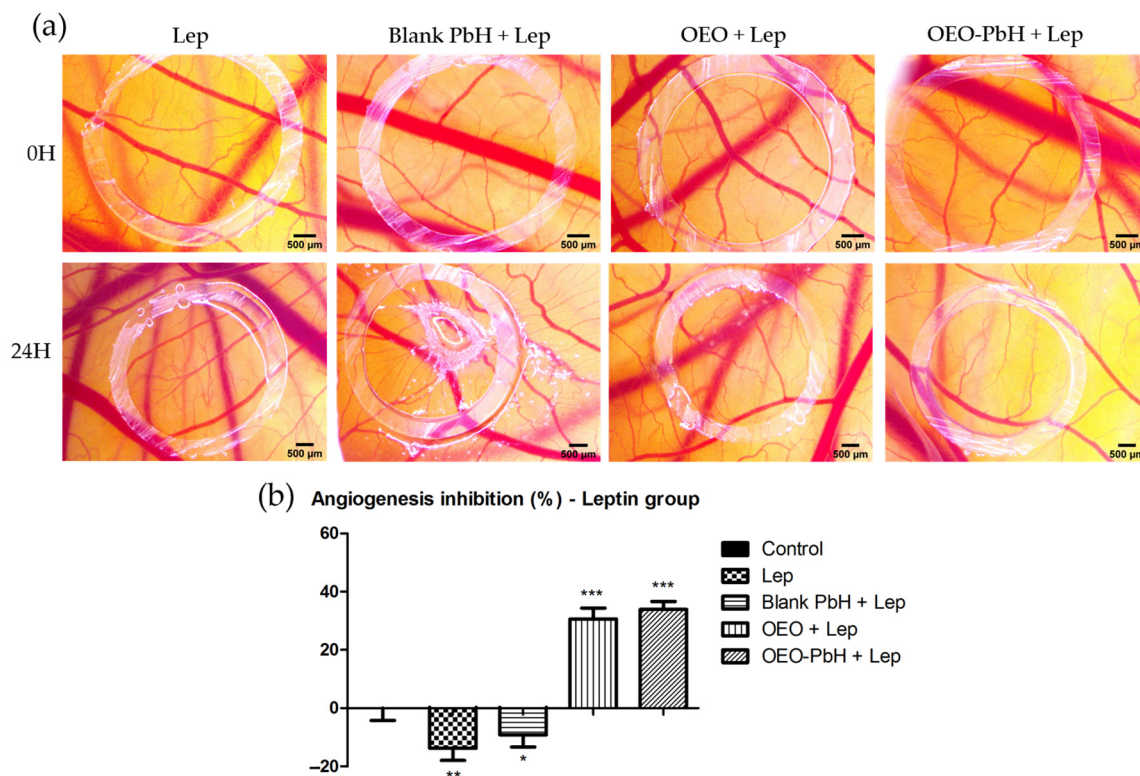 (a)
Lep Blank PbH + Lep OEO + Lep OEO-PbH + Lep
0H
500 µm 500 µm 500 µm 500 µm
24H
500 µm 500 µm 500 µm 500 µm
(b) Angiogenesis inhibition (%) - Leptin group
60
40
20
0
−20
*** ***
** *
Control
Lep
Blank PbH + Lep
OEO + Lep
OEO-PbH + Lep